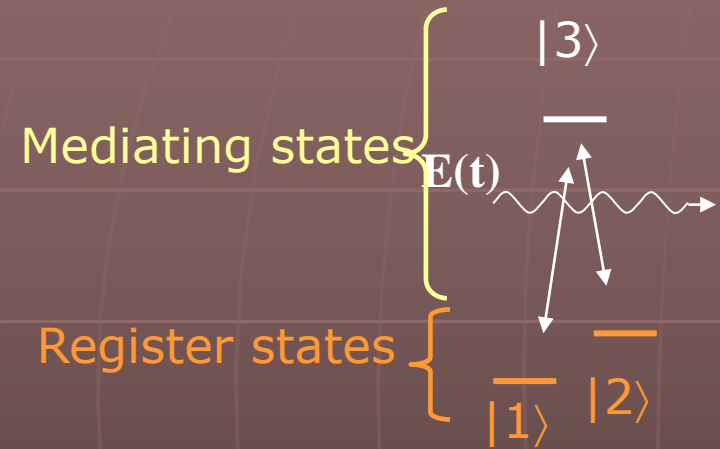 |3⟩
Mediating states
E(t)
Register states
|1⟩
|2⟩